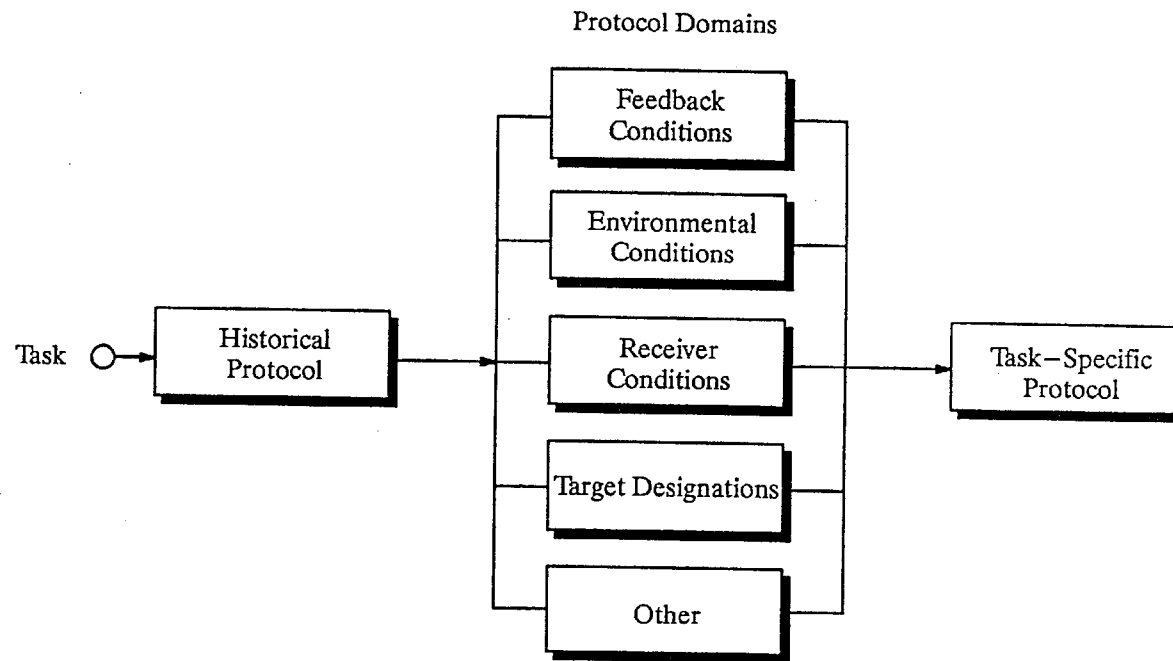 Protocol Domains
Feedback
Conditions
Environmental
Conditions
Task
Historical
Protocol
Receiver
Conditions
Task–Specific
Protocol
Target Designations
Other